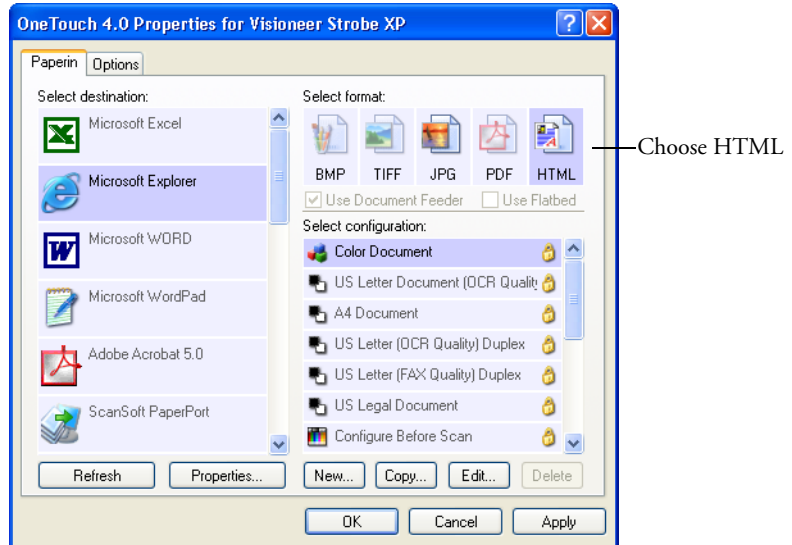 OneTouch 4.0 Properties for Visioneer Strobe XP
Paperin
Options
Select destination:
Microsoft Excel
Microsoft Explorer
Microsoft WORD
Microsoft WordPad
Adobe Acrobat 5.0
ScanSoft PaperPort
Refresh
Properties...
Select format:
BMP
TIFF
JPG
PDF
HTML
Use Document Feeder
Use Flatbed
Select configuration:
Color Document
US Letter Document (OCR Quality
A4 Document
US Letter (OCR Quality) Duplex
US Letter (FAX Quality) Duplex
US Legal Document
Configure Before Scan
New...
Copy...
Edit...
Delete
OK
Cancel
Apply
Choose HTML